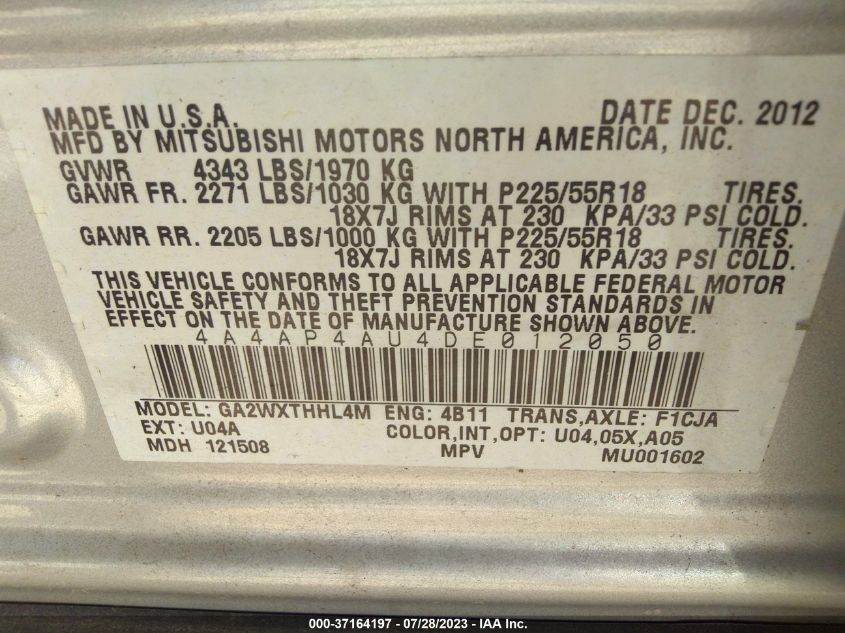 MADE IN U.S.A. DATE DEC. 2012
MFD BY MITSUBISHI MOTORS NORTH AMERICA, INC.
GVWR 4343 LBS/1970 KG
GAWR FR. 2271 LBS/1030 KG WITH P225/55R18 TIRES.
18X7J RIMS AT 230 KPA/33 PSI COLD.
GAWR RR. 2205 LBS/1000 KG WITH P225/55R18 TIRES.
18X7J RIMS AT 230 KPA/33 PSI COLD.
THIS VEHICLE CONFORMS TO ALL APPLICABLE FEDERAL MOTOR
VEHICLE SAFETY AND THEFT PREVENTION STANDARDS IN
EFFECT ON THE DATE OF MANUFACTURE SHOWN ABOVE.
4A4AP4AU4DE012050
MODEL: GA2WXTHHL4M ENG: 4B11 TRANS,AXLE: F1CJA
EXT: U04A COLOR,INT,OPT: U04,05X,A05
MDH 121508 MPV MU001602
000-37164197 - 07/28/2023 - IAA Inc.